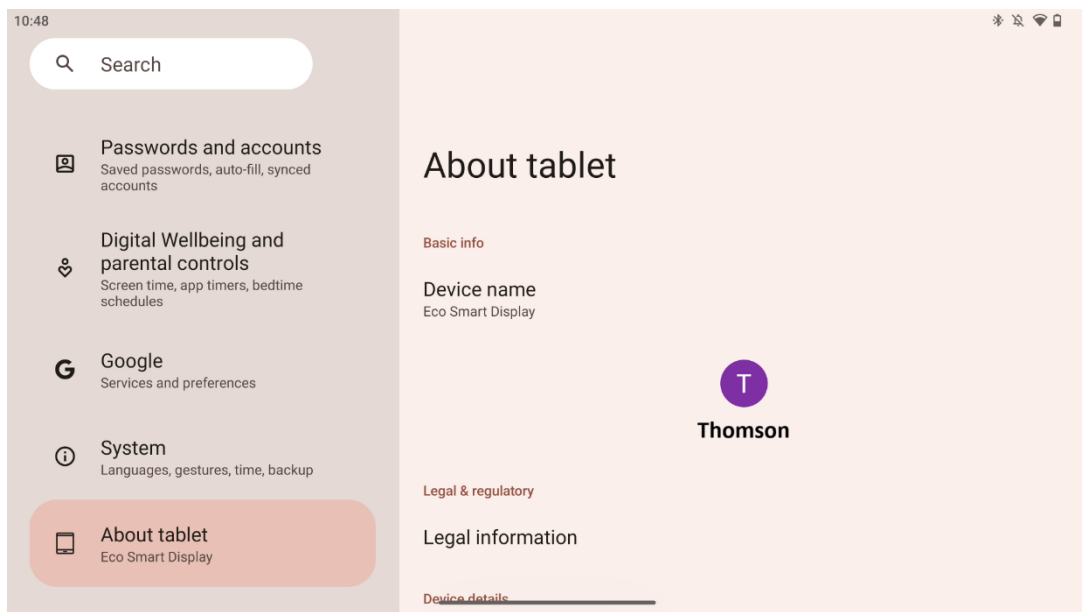 10:48
Search
Passwords and accounts
Saved passwords, auto-fill, synced
accounts
Digital Wellbeing and
parental controls
Screen time, app timers, bedtime
schedules
G
Google
Services and preferences
System
Languages, gestures, time, backup
About tablet
Eco Smart Display
About tablet
Basic info
Device name
Eco Smart Display
T
Thomson
Legal & regulatory
Legal information
Device details